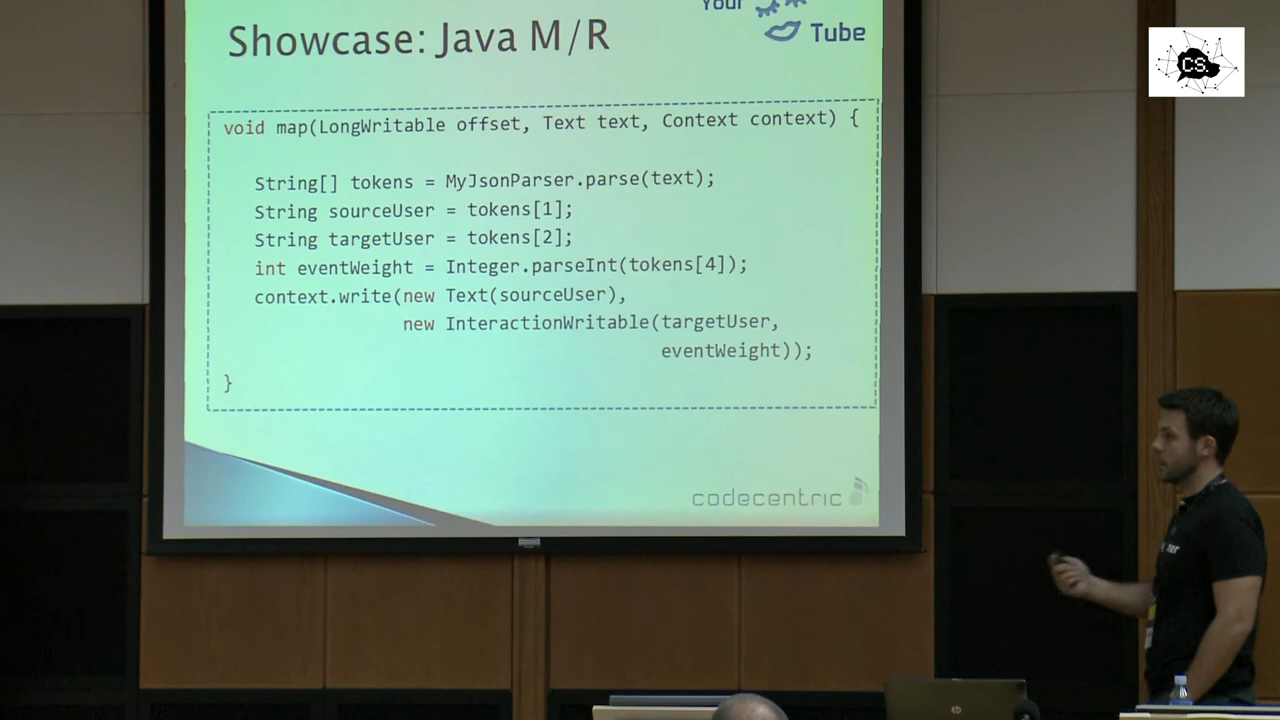 Your
Tube
CS.
Showcase: Java M/R
void map(LongWritable offset, Text text, Context context) {
String[] tokens = MyJsonParser.parse(text);
String sourceUser = tokens[1];
String targetUser = tokens[2];
int eventWeight = Integer.parseInt(tokens[4]);
context.write(new Text(sourceUser),
new InteractionWritable(targetUser,
eventWeight));
}
codecentric
hp